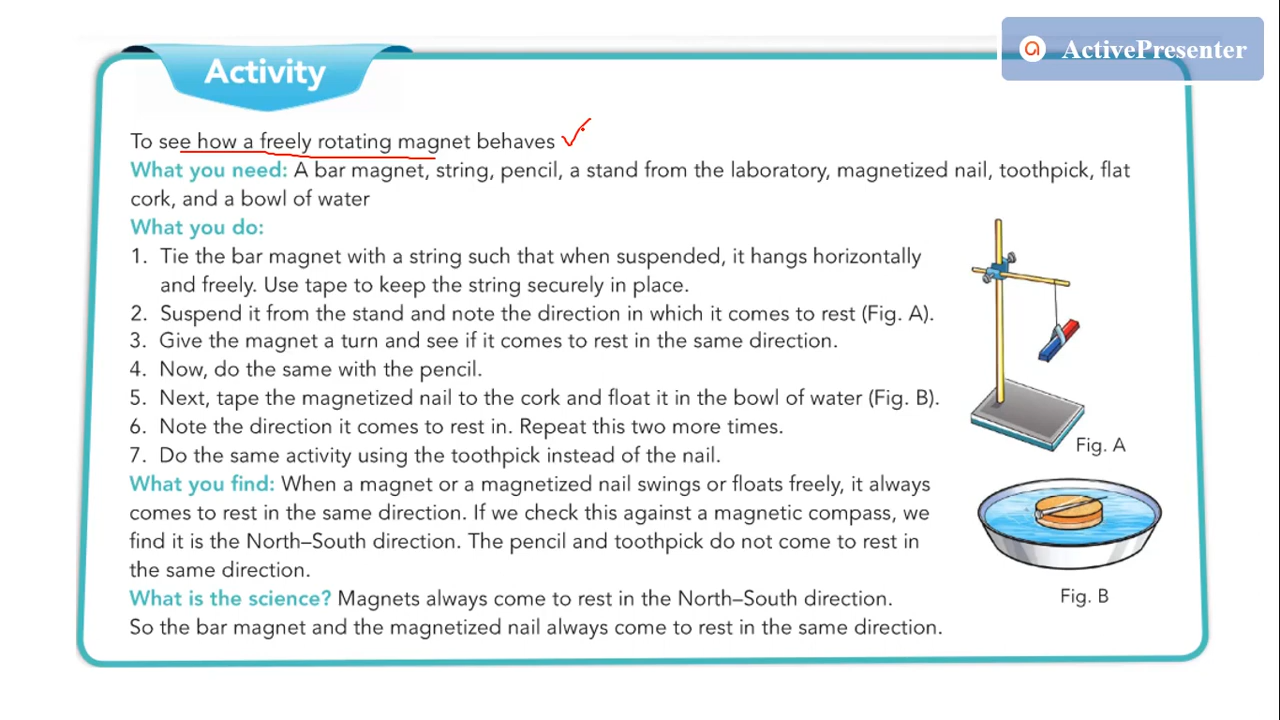 ActivePresenter
Activity
To see how a freely rotating magnet behaves
What you need: A bar magnet, string, pencil, a stand from the laboratory, magnetized nail, toothpick, flat
cork, and a bowl of water
What you do:
1. Tie the bar magnet with a string such that when suspended, it hangs horizontally
and freely. Use tape to keep the string securely in place.
2. Suspend it from the stand and note the direction in which it comes to rest (Fig. A).
3. Give the magnet a turn and see if it comes to rest in the same direction.
4. Now, do the same with the pencil.
5. Next, tape the magnetized nail to the cork and float it in the bowl of water (Fig. B).
6. Note the direction it comes to rest in. Repeat this two more times.
7. Do the same activity using the toothpick instead of the nail.
What you find: When a magnet or a magnetized nail swings or floats freely, it always
comes to rest in the same direction. If we check this against a magnetic compass, we
find it is the North–South direction. The pencil and toothpick do not come to rest in
the same direction.
What is the science? Magnets always come to rest in the North–South direction.
So the bar magnet and the magnetized nail always come to rest in the same direction.
Fig. A
Fig. B